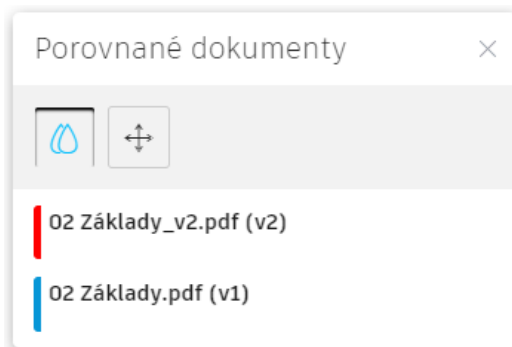 Porovnané dokumenty
02 Základy_v2.pdf (v2)
02 Základy.pdf (v1)